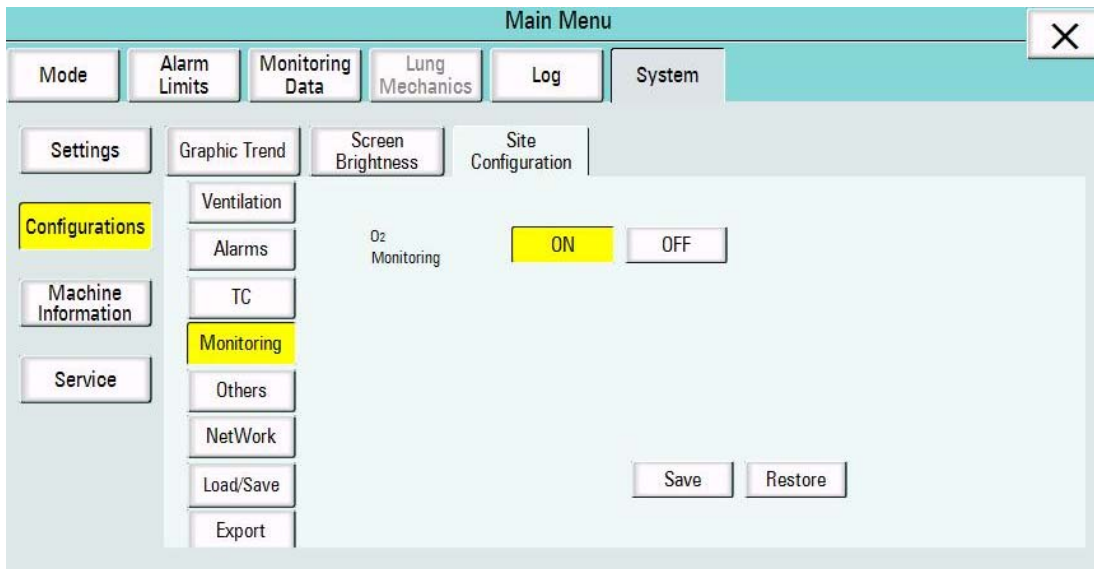 Main Menu
X
Mode
Alarm
Limits
Monitoring
Data
Lung
Mechanics
Log
System
Settings
Configurations
Machine
Information
Service
Graphic Trend
Screen
Brightness
Site
Configuration
Ventilation
Alarms
TC
Monitoring
Others
NetWork
Load/Save
Export
O2
Monitoring
ON
OFF
Save
Restore